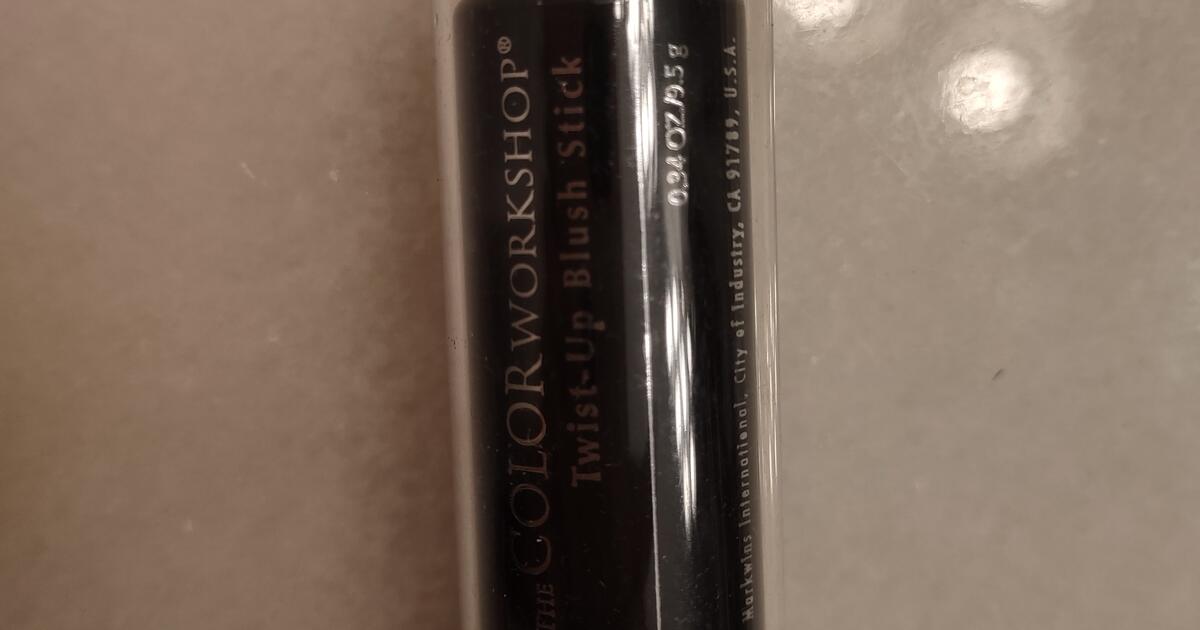 THE COLORWORKSHOP®
Twist-Up Blush Stick
0.34 OZ/9.5 g
Markwins International, City of Industry, CA 91789, U.S.A.